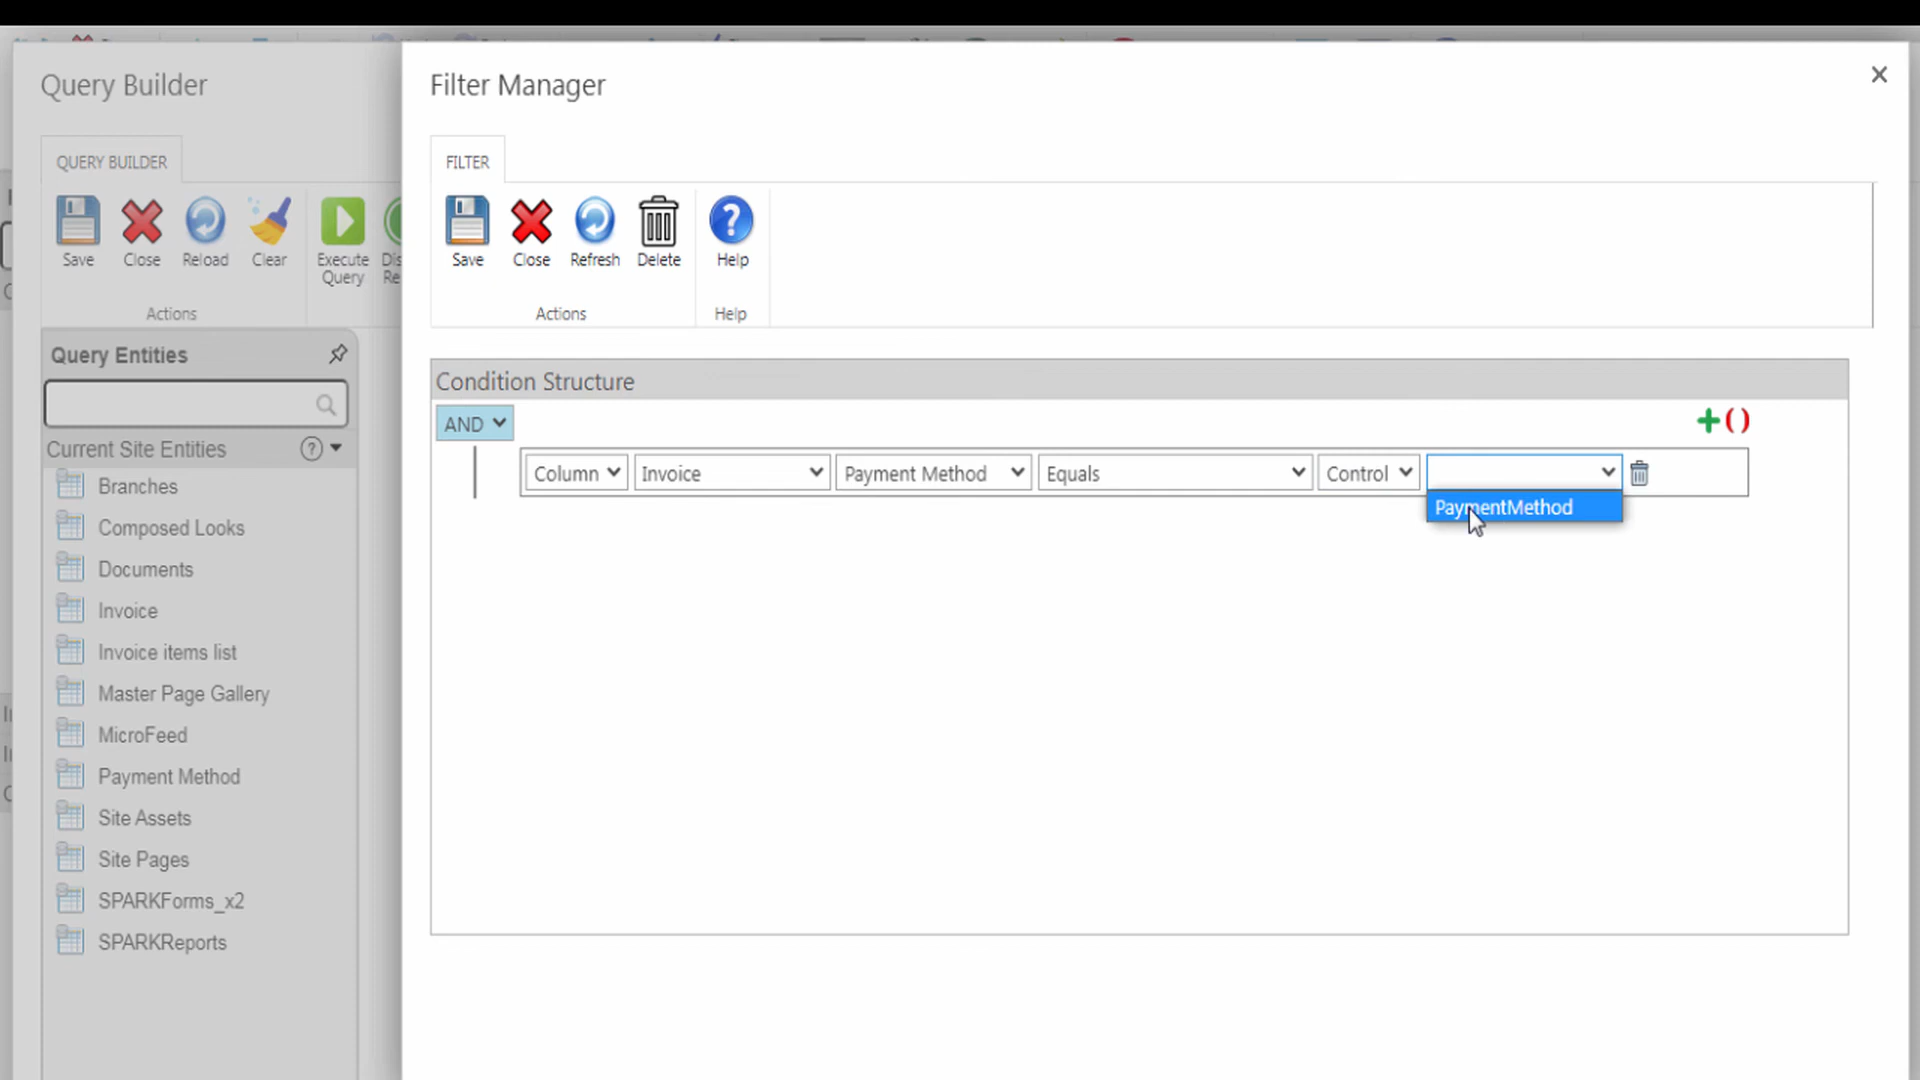 Query Builder
QUERY BUILDER
Save
Close
Reload
Clear
Execute
Query
Actions
Query Entities
Current Site Entities
?
Branches
Composed Looks
Documents
Invoice
Invoice items list
Master Page Gallery
MicroFeed
Payment Method
Site Assets
Site Pages
SPARKForms_x2
SPARKReports
Filter Manager
FILTER
Save
Close
Refresh
Delete
?
Help
Actions
Help
Condition Structure
AND
( )
Column
Invoice
Payment Method
Equals
Control
PaymentMethod